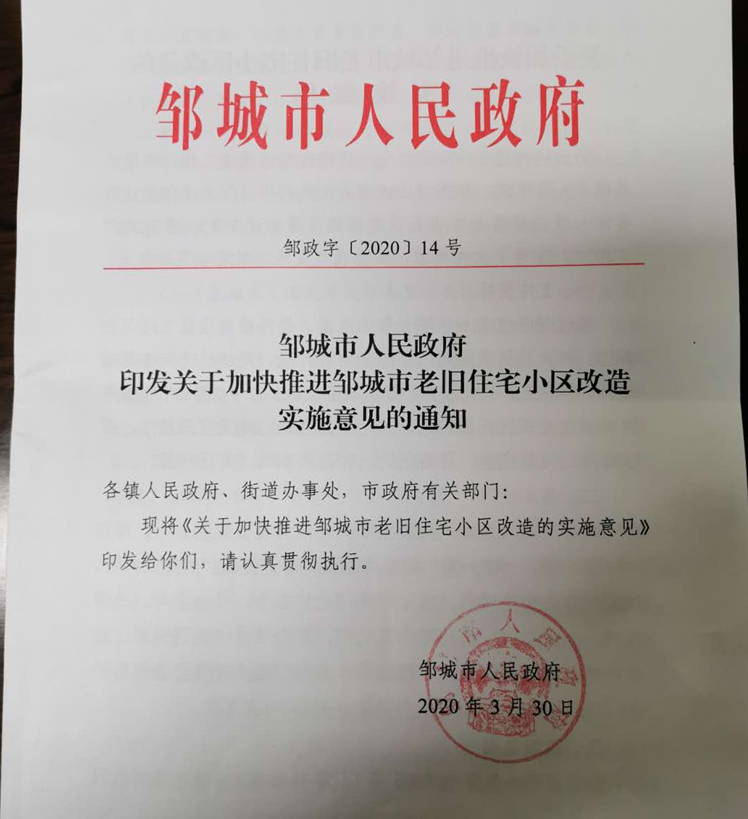 邹城市人民政府
邹政字〔2020〕14号
邹城市人民政府
印发关于加快推进邹城市老旧住宅小区改造
实施意见的通知
各镇人民政府、街道办事处，市政府有关部门：
现将《关于加快推进邹城市老旧住宅小区改造的实施意见》
印发给你们，请认真贯彻执行。
邹城市人民政府
2020年3月30日